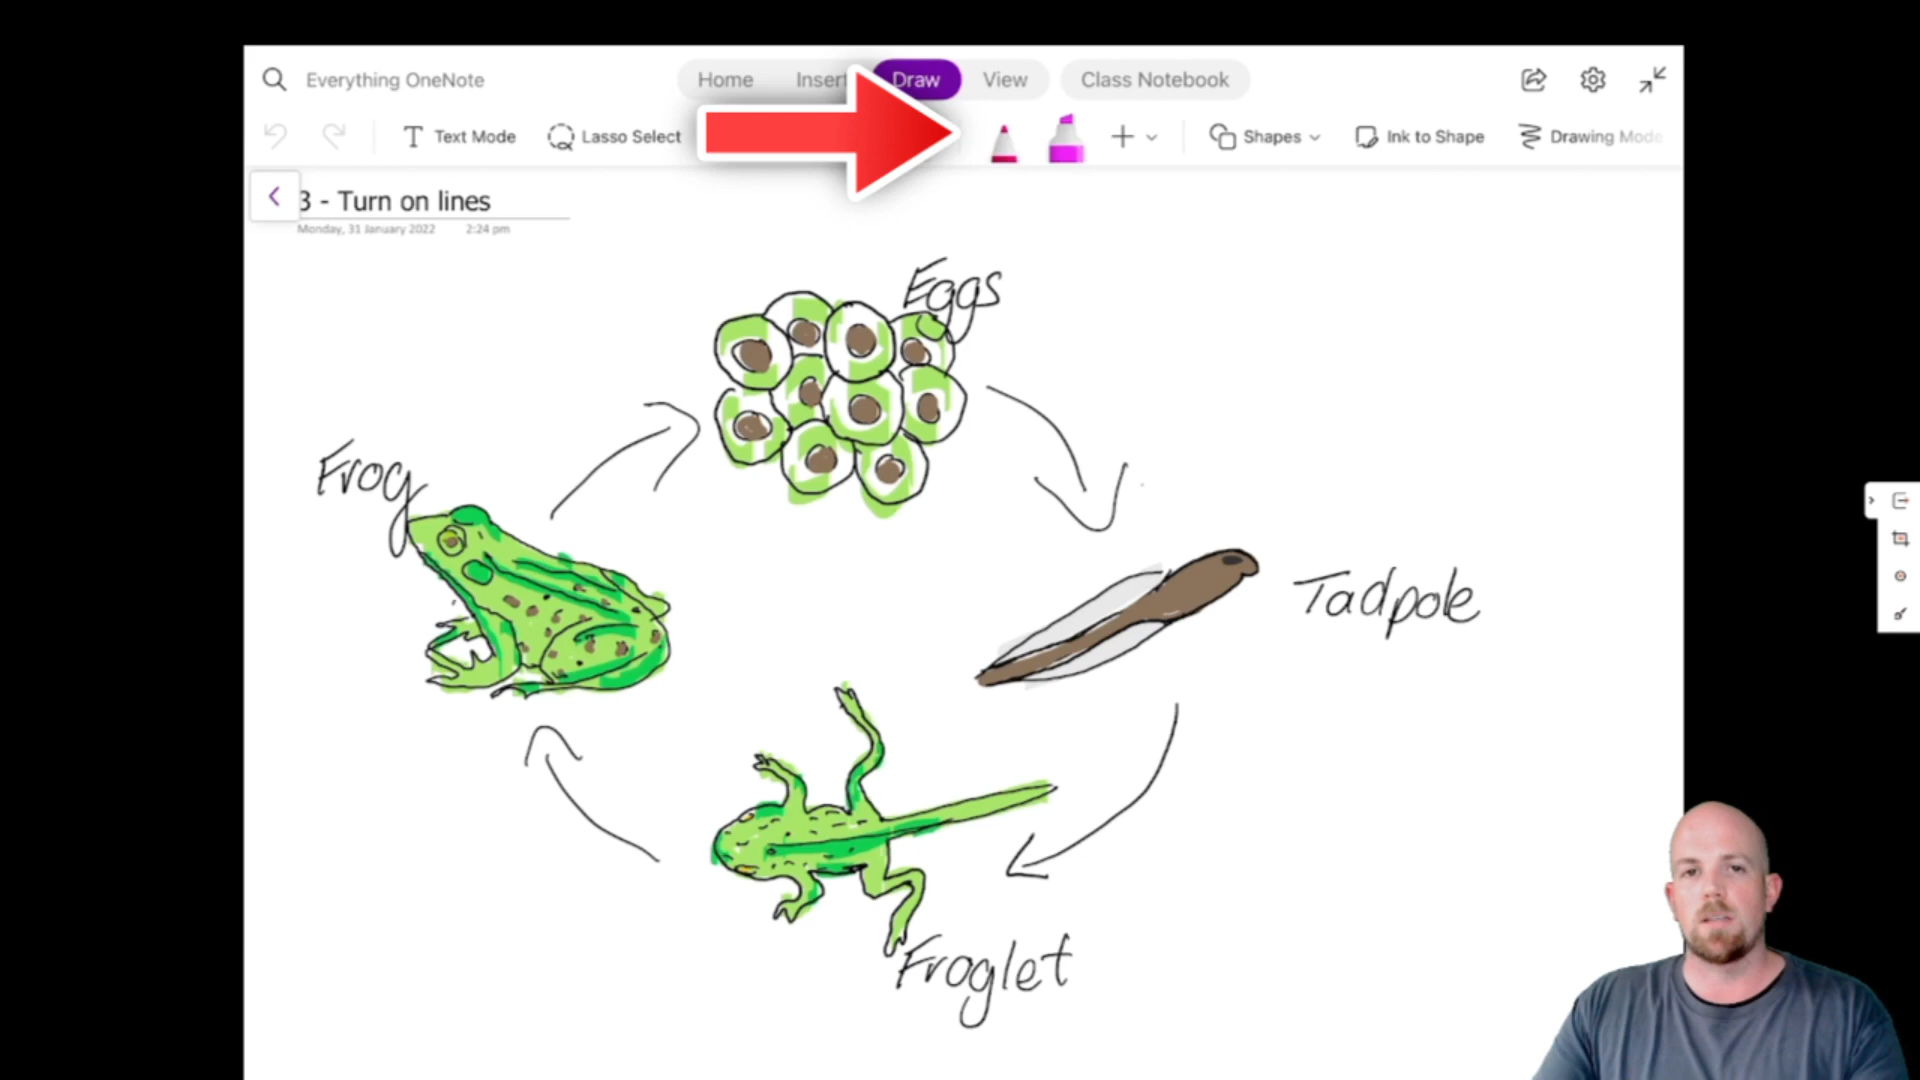 Everything OneNote
Home Insert Draw View Class Notebook
Text Mode Lasso Select Shapes Ink to Shape Drawing Mode
3 - Turn on lines
Monday, 31 January 2022 2:24 pm
Eggs
Frog
Tadpole
Froglet